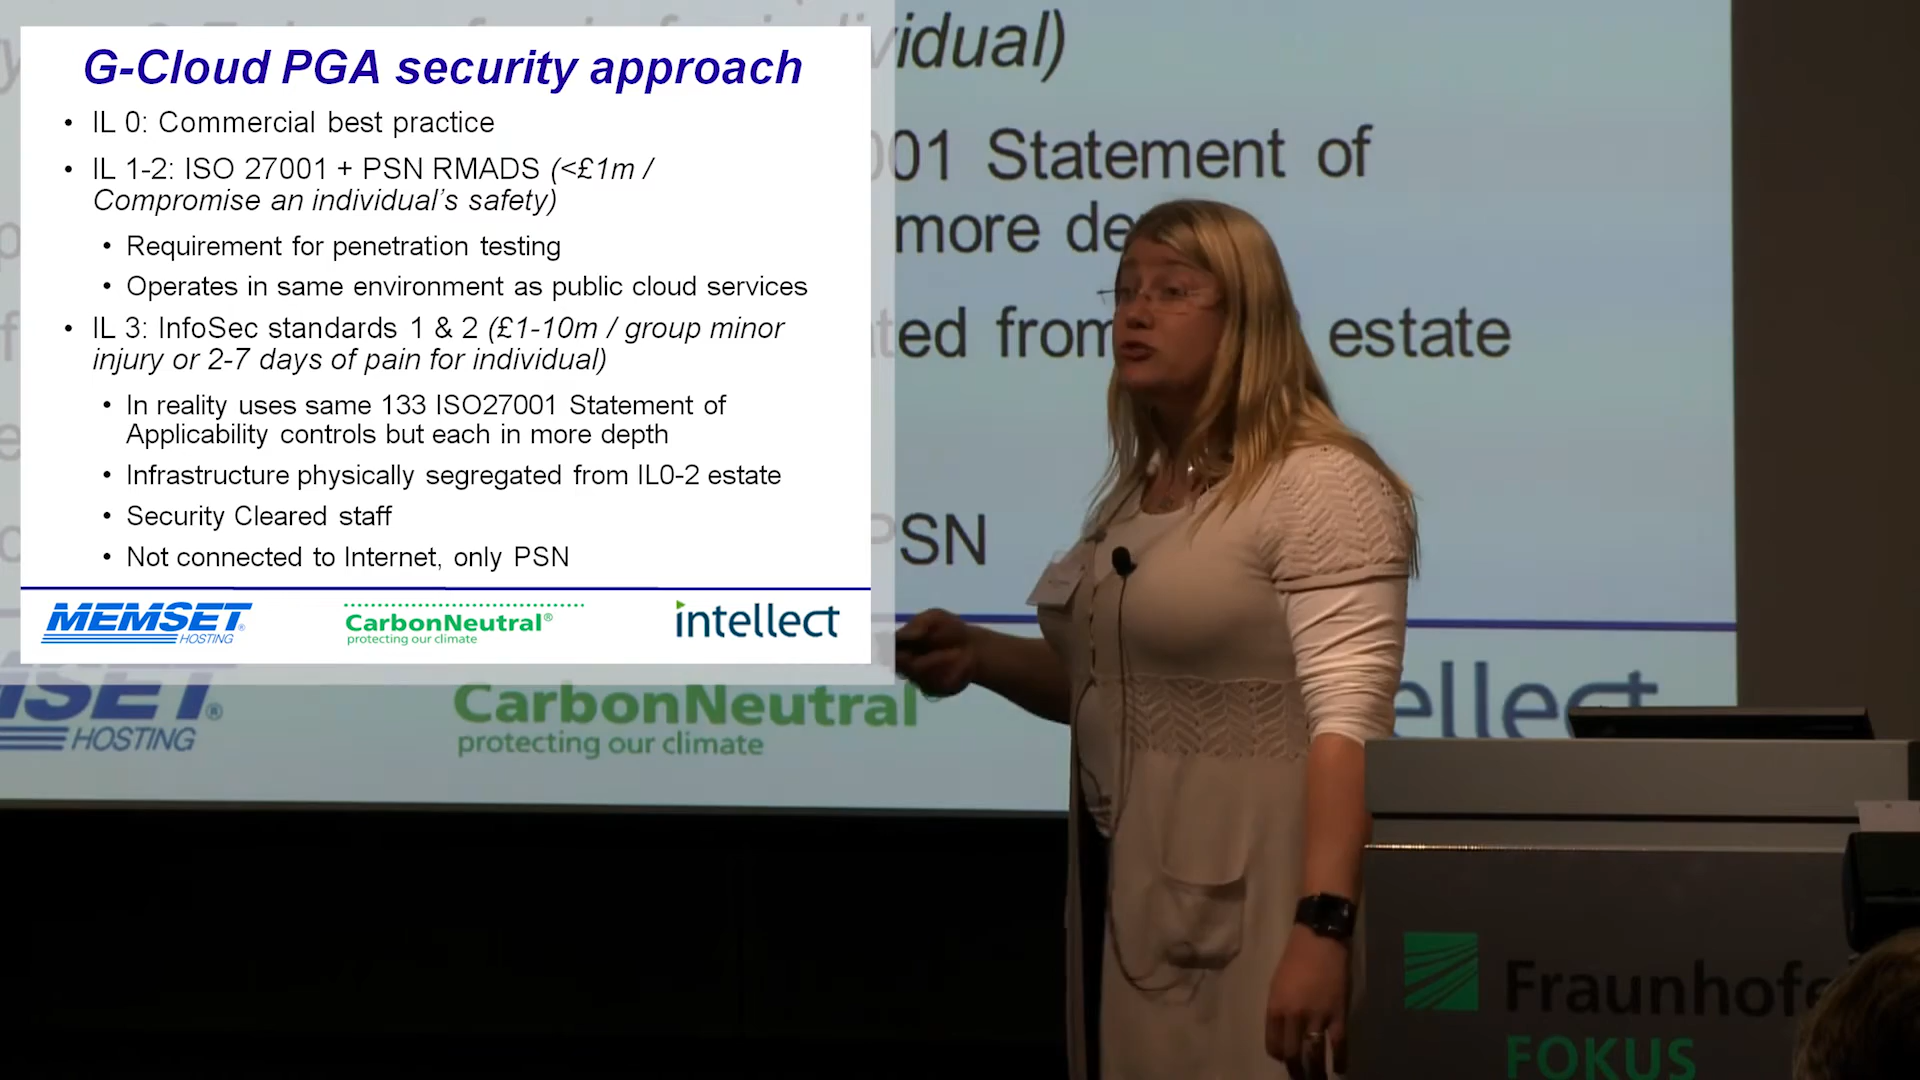 G-Cloud PGA security approach
• IL 0: Commercial best practice
• IL 1-2: ISO 27001 + PSN RMADS (<£1m /
Compromise an individual's safety)
• Requirement for penetration testing
• Operates in same environment as public cloud services
• IL 3: InfoSec standards 1 & 2 (£1-10m / group minor
injury or 2-7 days of pain for individual)
• In reality uses same 133 ISO27001 Statement of
Applicability controls but each in more depth
• Infrastructure physically segregated from IL0-2 estate
• Security Cleared staff
• Not connected to Internet, only PSN
MEMSET®
HOSTING
CarbonNeutral®
protecting our climate
intellect
vidual)
001 Statement of
more de
ted from estate
PSN
MSET®
HOSTING
CarbonNeutral®
protecting our climate
ellect
Fraunhofe
FOKUS